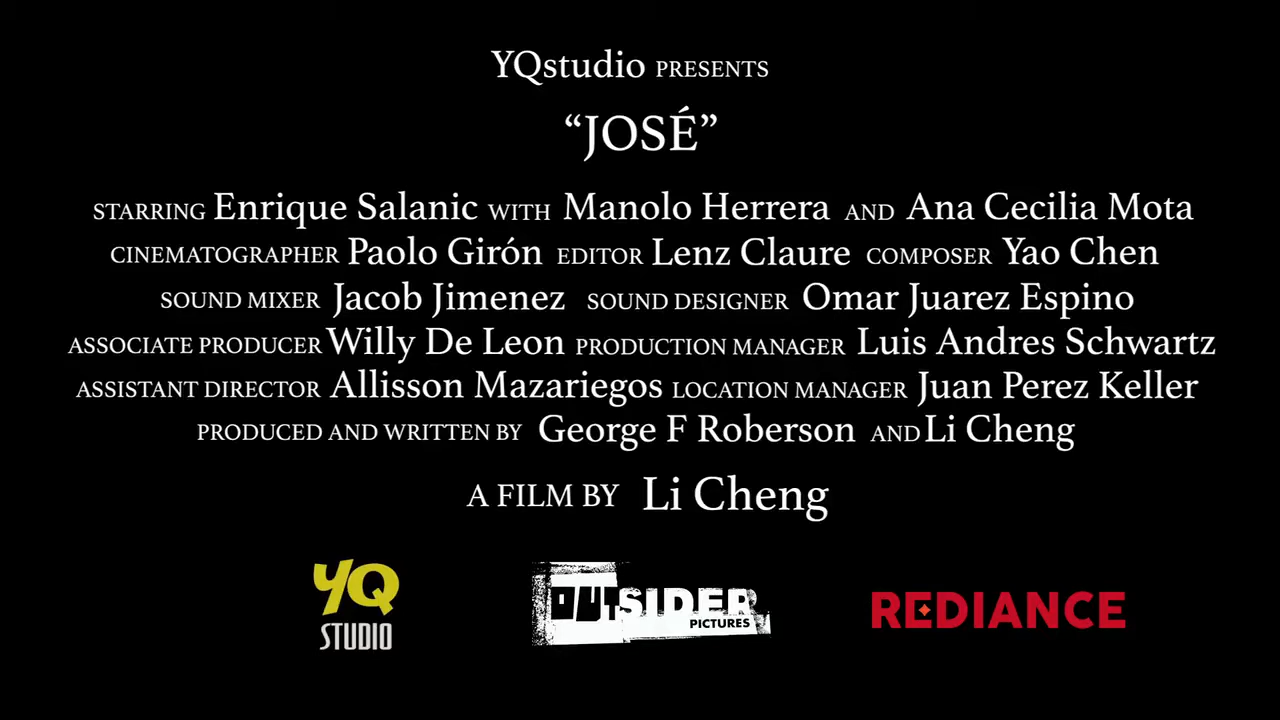 YQstudio PRESENTS
“JOSÉ”
STARRING Enrique Salanic WITH Manolo Herrera AND Ana Cecilia Mota
CINEMATOGRAPHER Paolo Girón EDITOR Lenz Claure COMPOSER Yao Chen
SOUND MIXER Jacob Jimenez SOUND DESIGNER Omar Juarez Espino
ASSOCIATE PRODUCER Willy De Leon PRODUCTION MANAGER Luis Andres Schwartz
ASSISTANT DIRECTOR Allisson Mazariegos LOCATION MANAGER Juan Perez Keller
PRODUCED AND WRITTEN BY George F Roberson AND Li Cheng
A FILM BY Li Cheng
YQ
STUDIO
OUTSIDER
PICTURES
REDIANCE